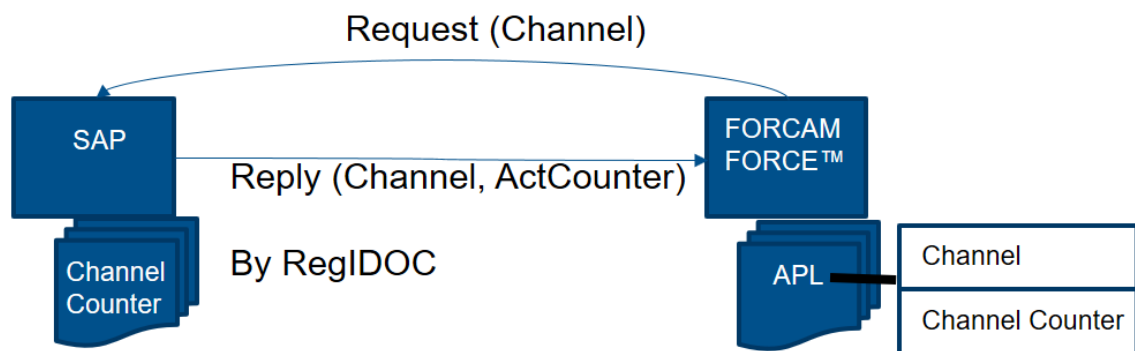 Request (Channel)
SAP
FORCAM
FORCE™
Reply (Channel, ActCounter)
By RegIDOC
Channel
Counter
APL
Channel
Channel Counter